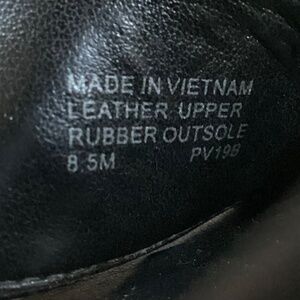 MADE IN VIETNAM
LEATHER UPPER
RUBBER OUTSOLE
8.5M PV19B